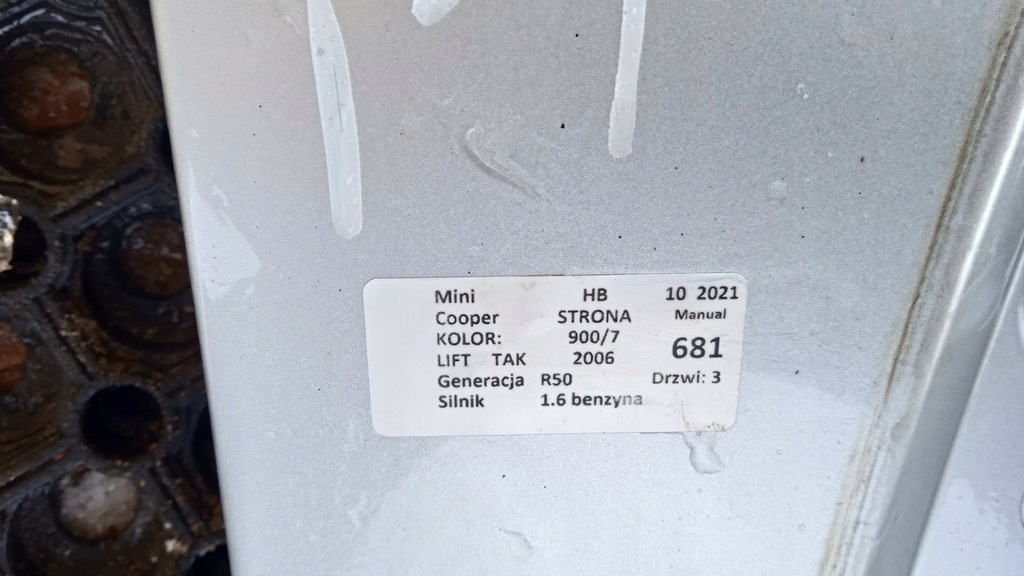 Mini HB 10 2021
Cooper STRONA Manual
KOLOR: 900/7
LIFT TAK 2006 681
Generacja R50 Drzwi: 3
Silnik 1.6 benzyna